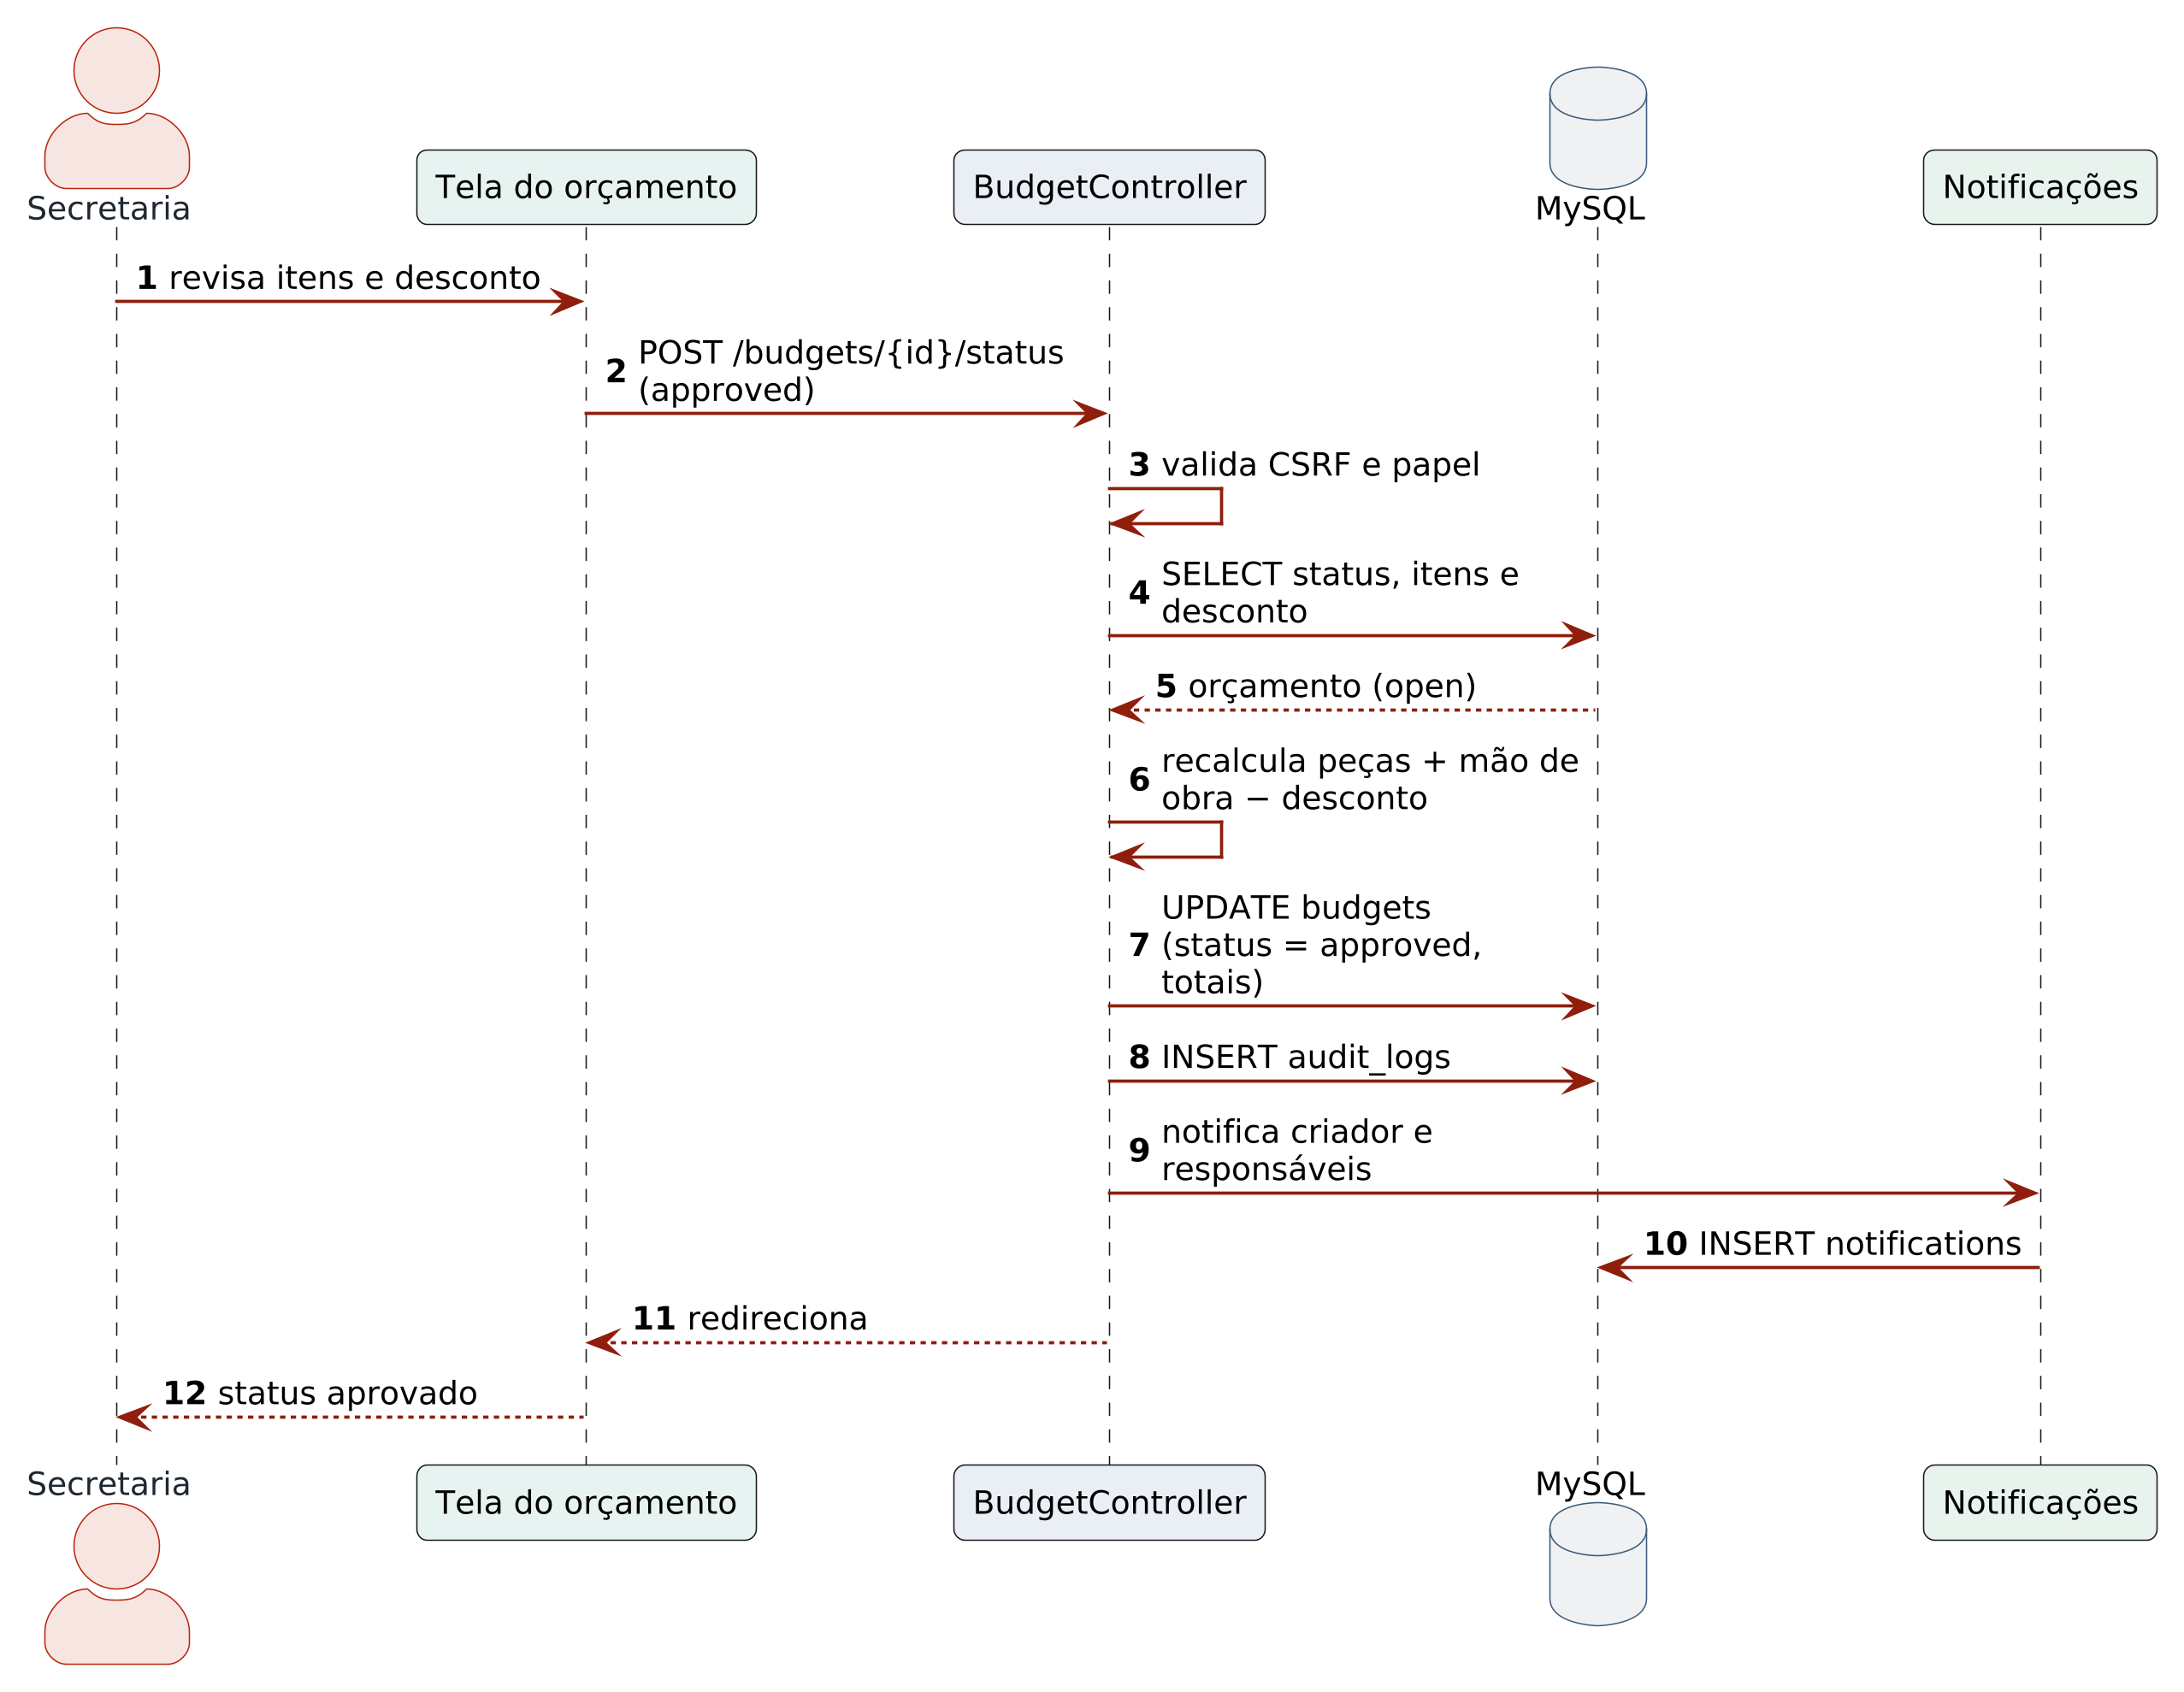 Secretaria
Tela do orçamento
BudgetController
MySQL
Notificações
1 revisa itens e desconto
2 POST /budgets/{id}/status
(approved)
3 valida CSRF e papel
4 SELECT status, itens e
desconto
5 orçamento (open)
6 recalcula peças + mão de
obra − desconto
7 UPDATE budgets
(status = approved,
totais)
8 INSERT audit_logs
9 notifica criador e
responsáveis
10 INSERT notifications
11 redireciona
12 status aprovado
Secretaria
Tela do orçamento
BudgetController
MySQL
Notificações